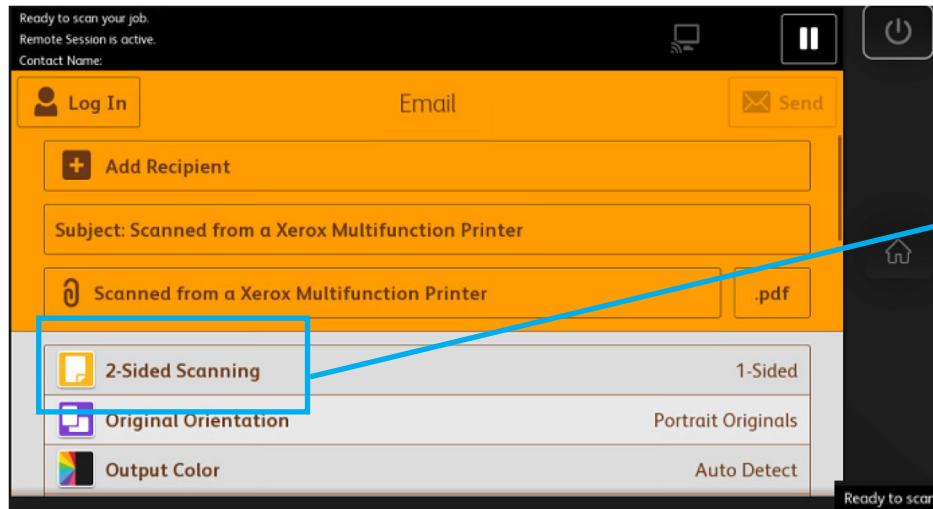 Ready to scan your job.
Remote Session is active.
Contact Name:
Log In
Email
Send
Add Recipient
Subject: Scanned from a Xerox Multifunction Printer
Scanned from a Xerox Multifunction Printer
.pdf
2-Sided Scanning
1-Sided
Original Orientation
Portrait Originals
Output Color
Auto Detect
Ready to scan